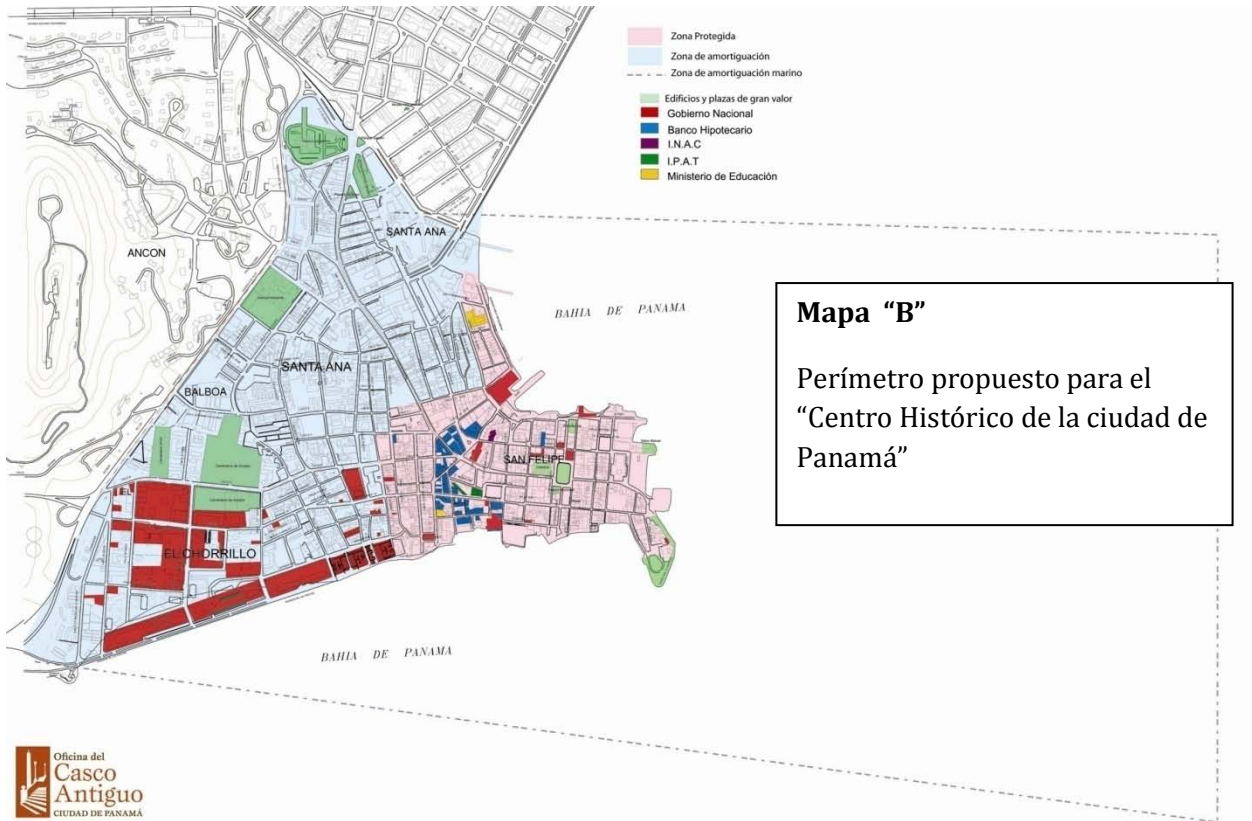 Zona Protegida
Zona de amortiguación
Zona de amortiguación marino
Edificios y plazas de gran valor
Gobierno Nacional
Banco Hipotecario
I.N.A.C
I.P.A.T
Ministerio de Educación
SANTA ANA
ANCON
BAHIA DE PANAMA
Mapa “B”
Perímetro propuesto para el
“Centro Histórico de la ciudad de
Panamá”
SANTA ANA
BALBOA
SAN FELIPE
EL CHORRILLO
BAHIA DE PANAMA
Oficina del
Casco
Antiguo
CIUDAD DE PANAMÁ